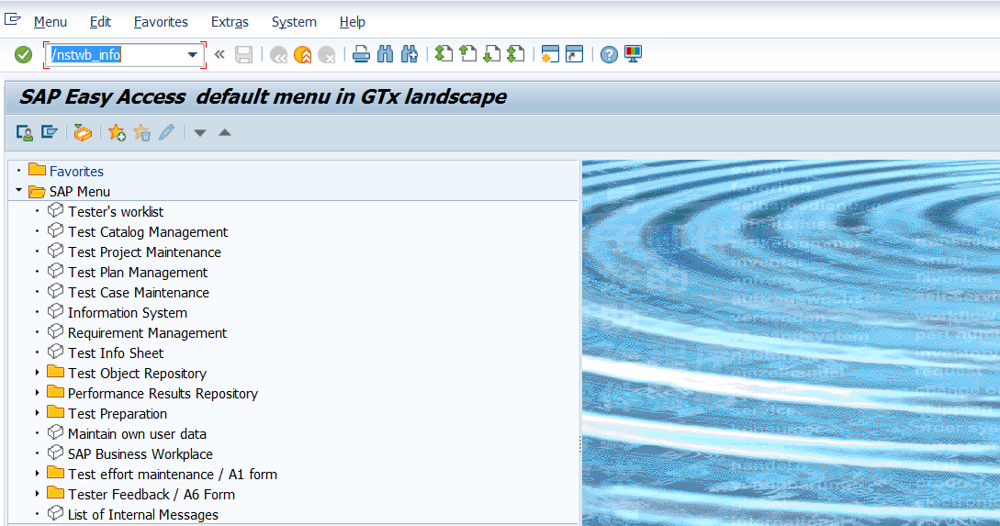 Menu Edit Favorites Extras System Help
/nstwb_info
SAP Easy Access default menu in GTx landscape
Favorites
SAP Menu
Tester's worklist
Test Catalog Management
Test Project Maintenance
Test Plan Management
Test Case Maintenance
Information System
Requirement Management
Test Info Sheet
Test Object Repository
Performance Results Repository
Test Preparation
Maintain own user data
SAP Business Workplace
Test effort maintenance / A1 form
Tester Feedback / A6 Form
List of Internal Messages